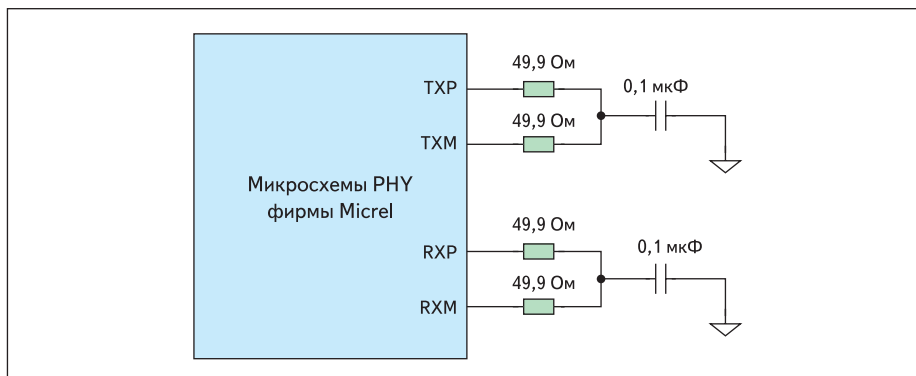 49,9 Ом
TXP
0,1 мкФ
49,9 Ом
TXM
Микросхемы PHY
фирмы Micrel
49,9 Ом
RXP
0,1 мкФ
49,9 Ом
RXM